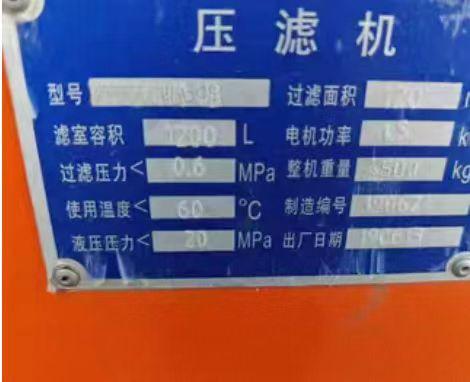 压滤机
型号 过滤面积
滤室容积 1200 L 电机功率 k
过滤压力< 0.6 MPa 整机重量 kg
使用温度< 60 °C 制造编号
液压压力< 20 MPa 出厂日期